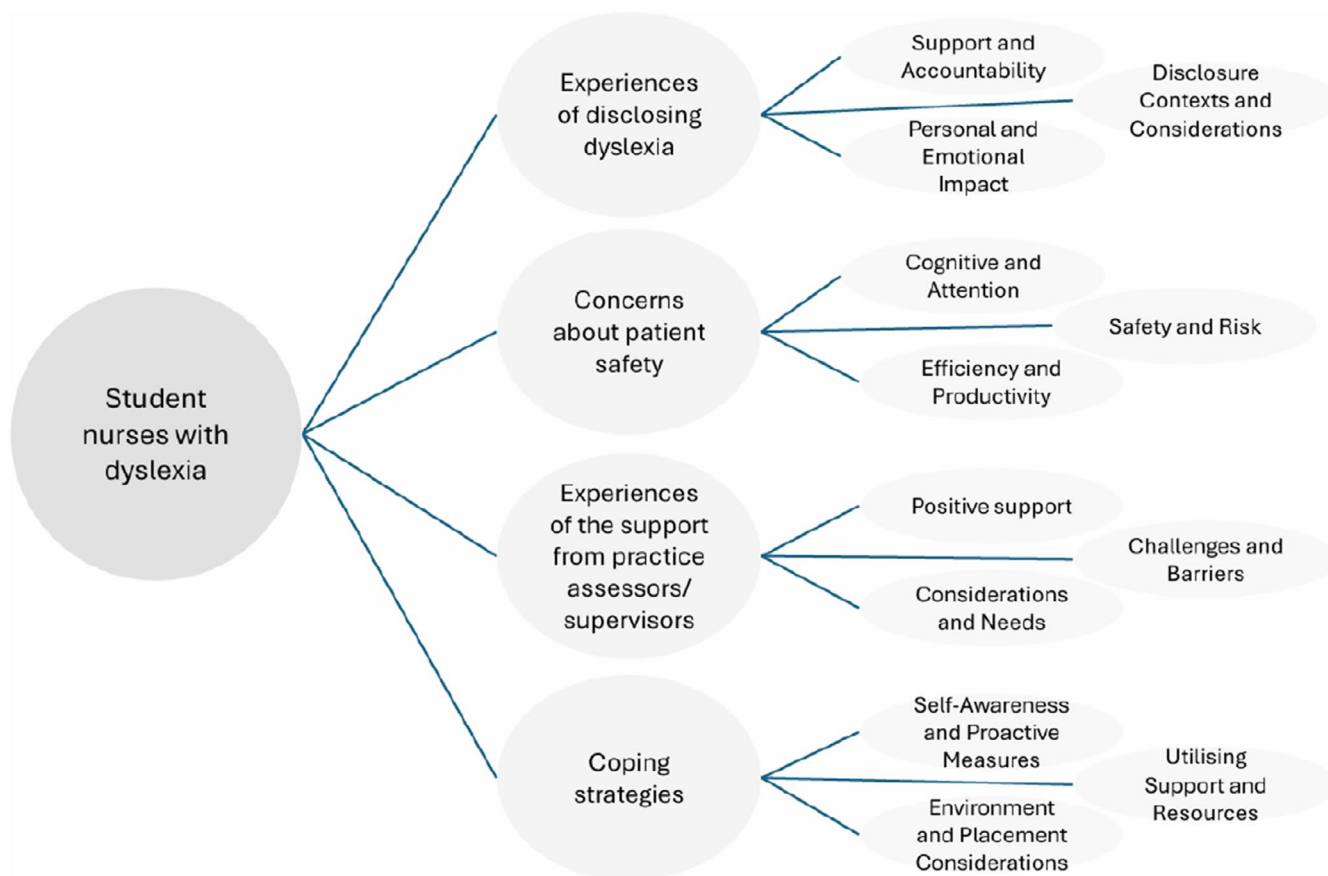 Student
nurses with
dyslexia
Experiences
of disclosing
dyslexia
Support and
Accountability
Disclosure
Contexts and
Considerations
Personal and
Emotional
Impact
Concerns
about patient
safety
Cognitive and
Attention
Safety and Risk
Efficiency and
Productivity
Experiences
of the support
from practice
assessors/
supervisors
Positive support
Challenges and
Barriers
Considerations
and Needs
Coping
strategies
Self-Awareness
and Proactive
Measures
Utilising
Support and
Resources
Environment
and Placement
Considerations